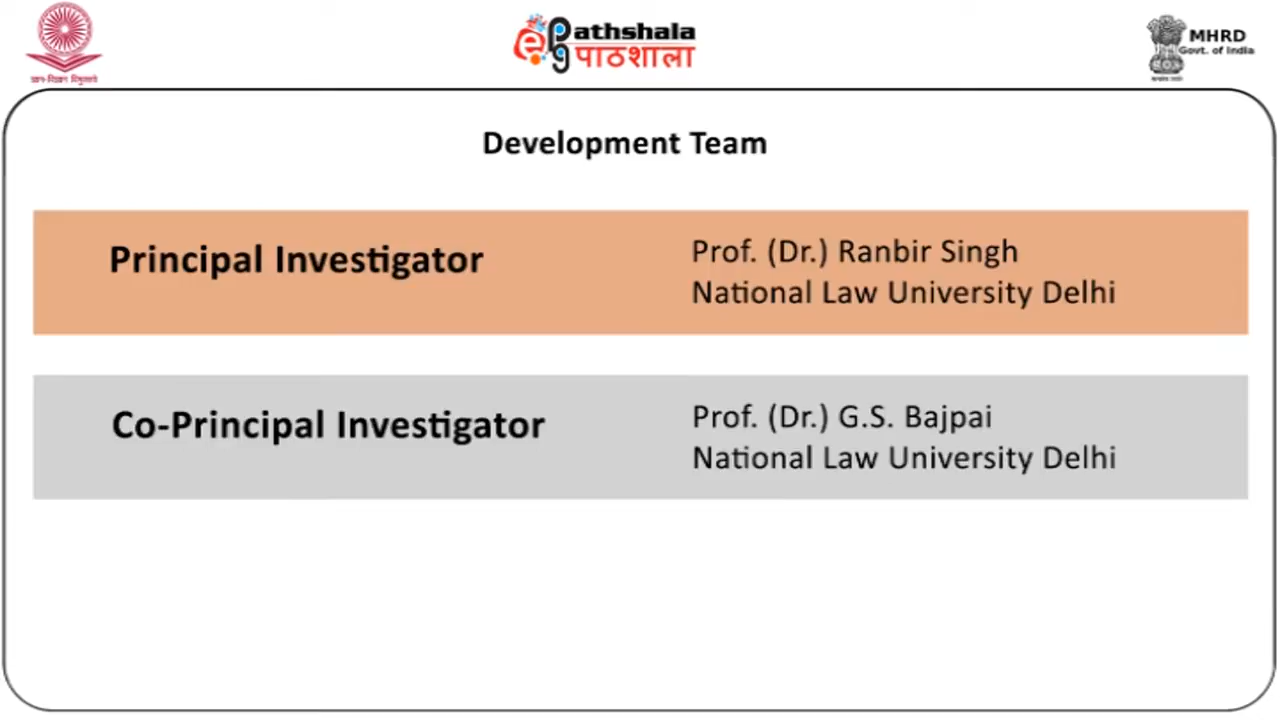 ज्ञान-विज्ञान विमुक्तये
e Pathshala
पाठशाला
MHRD
Govt. of India
Development Team
Principal Investigator
Prof. (Dr.) Ranbir Singh
National Law University Delhi
Co-Principal Investigator
Prof. (Dr.) G.S. Bajpai
National Law University Delhi